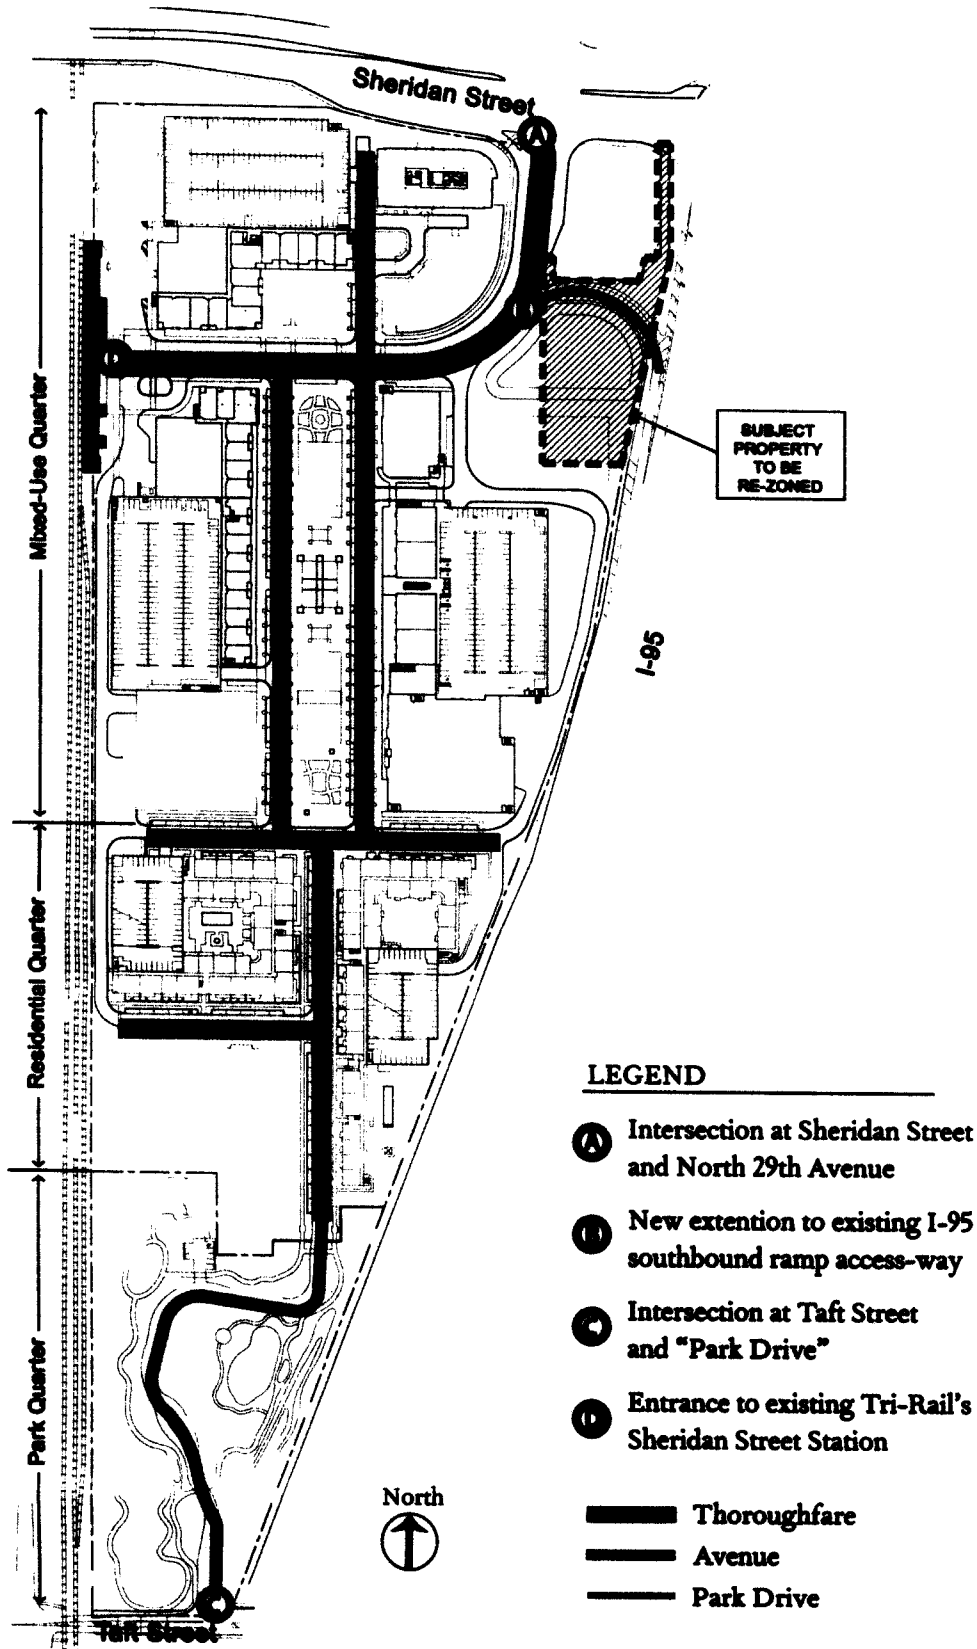 Sheridan Street
A
Mixed-Use Quarter
D
B
SUBJECT
PROPERTY
TO BE
RE-ZONED
I-95
Residential Quarter
Park Quarter
LEGEND
A Intersection at Sheridan Street
and North 29th Avenue
B New extention to existing I-95
southbound ramp access-way
C Intersection at Taft Street
and “Park Drive”
D Entrance to existing Tri-Rail's
Sheridan Street Station
North
Thoroughfare
Avenue
Park Drive
C
Taft Street